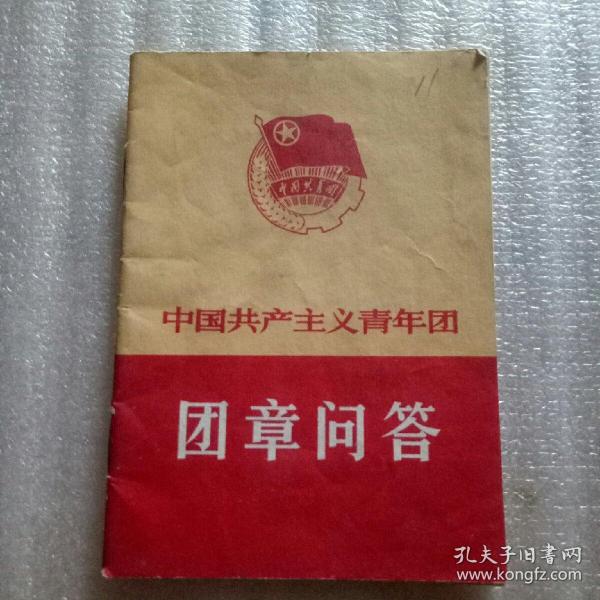 11
中国共青团
中国共产主义青年团
团章问答
孔夫子旧书网
www.kongfz.com